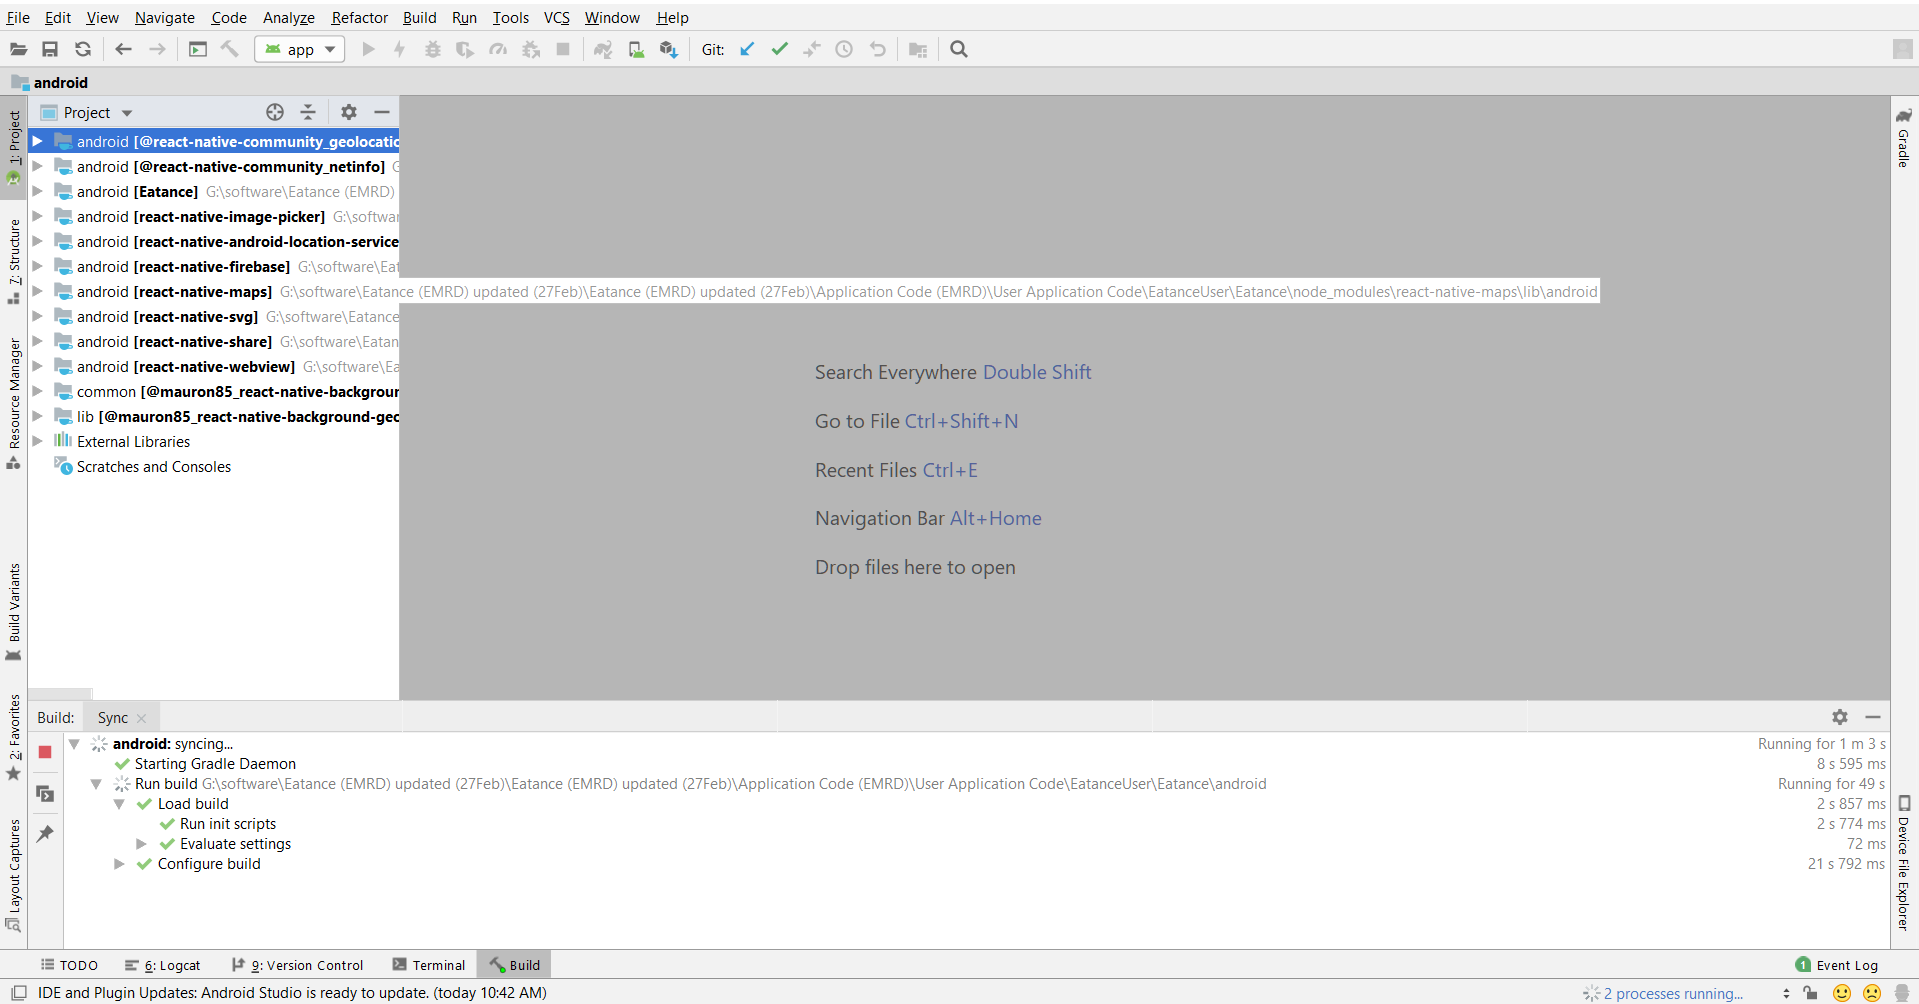 File Edit View Navigate Code Analyze Refactor Build Run Tools VCS Window Help
app Git:
android
Project
1: Project
7: Structure
Resource Manager
Build Variants
2: Favorites
Layout Captures
android [@react-native-community_geolocatic
android [@react-native-community_netinfo] G
android [Eatance] G:\software\Eatance (EMRD)
android [react-native-image-picker] G:\softwar
android [react-native-android-location-service
android [react-native-firebase] G:\software\Eat
android [react-native-maps] G:\software\Eatance (EMRD) updated (27Feb)\Eatance (EMRD) updated (27Feb)\Application Code (EMRD)\User Application Code\EatanceUser\Eatance\node_modules\react-native-maps\lib\android
android [react-native-svg] G:\software\Eatance
android [react-native-share] G:\software\Eatan
android [react-native-webview] G:\software\Ea
common [@mauron85_react-native-backgrour
lib [@mauron85_react-native-background-geo
External Libraries
Scratches and Consoles
Search Everywhere Double Shift
Go to File Ctrl+Shift+N
Recent Files Ctrl+E
Navigation Bar Alt+Home
Drop files here to open
Gradle
Device File Explorer
Build: Sync
android: syncing... Running for 1 m 3 s
Starting Gradle Daemon 8 s 595 ms
Run build G:\software\Eatance (EMRD) updated (27Feb)\Eatance (EMRD) updated (27Feb)\Application Code (EMRD)\User Application Code\EatanceUser\Eatance\android Running for 49 s
Load build 2 s 857 ms
Run init scripts 2 s 774 ms
Evaluate settings 72 ms
Configure build 21 s 792 ms
TODO 6: Logcat 9: Version Control Terminal Build 1 Event Log
IDE and Plugin Updates: Android Studio is ready to update. (today 10:42 AM) 2 processes running...